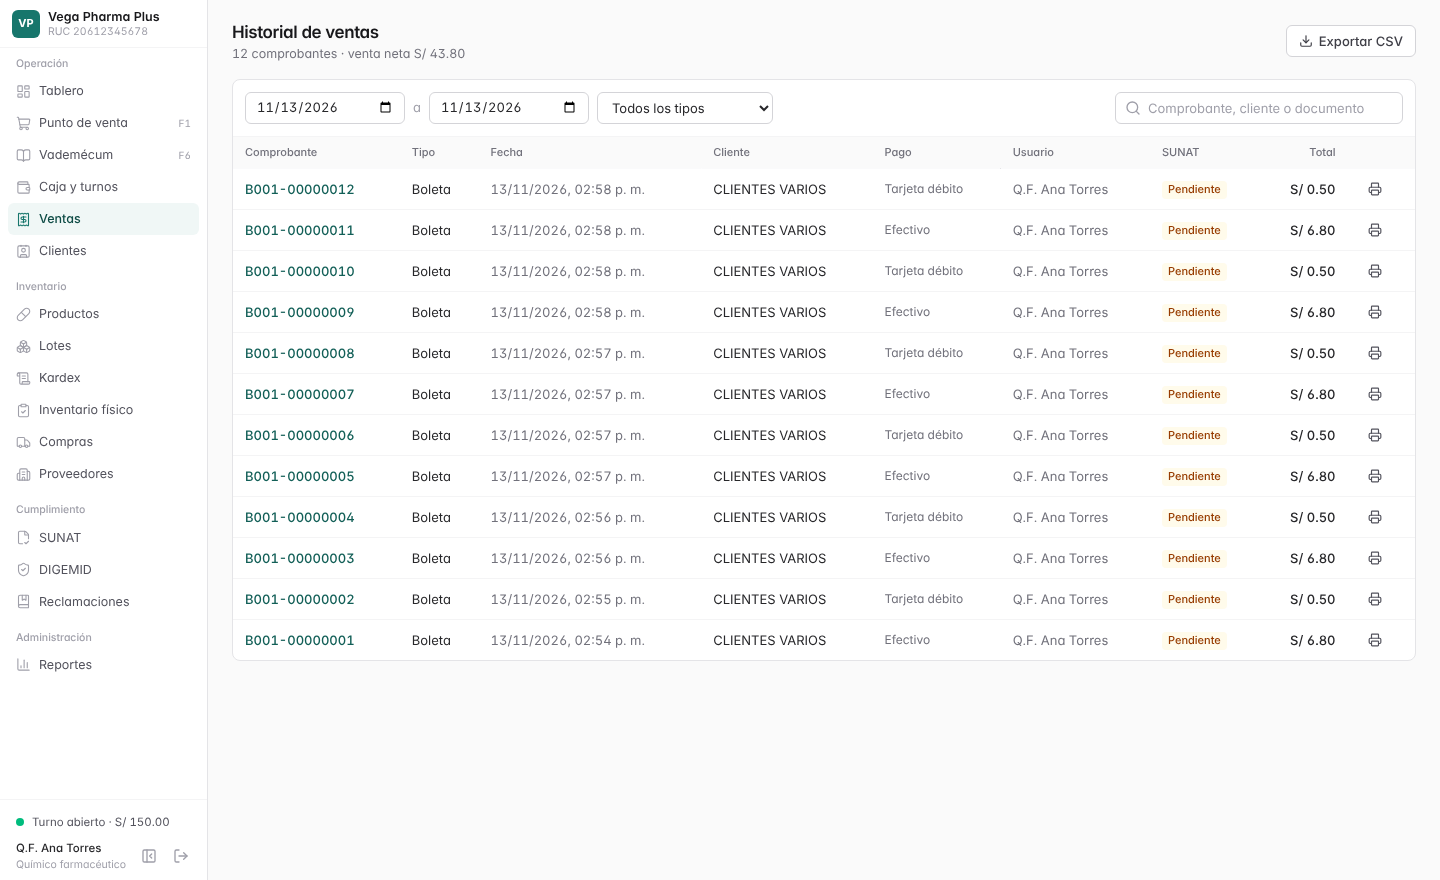 VP
Vega Pharma Plus
RUC 20612345678
Operación
Tablero
Punto de venta F1
Vademécum F6
Caja y turnos
Ventas
Clientes
Inventario
Productos
Lotes
Kardex
Inventario físico
Compras
Proveedores
Cumplimiento
SUNAT
DIGEMID
Reclamaciones
Administración
Reportes
Turno abierto · S/ 150.00
Q.F. Ana Torres
Químico farmacéutico
Historial de ventas
12 comprobantes · venta neta S/ 43.80
Exportar CSV
11/13/2026 a 11/13/2026 Todos los tipos Comprobante, cliente o documento
Comprobante Tipo Fecha Cliente Pago Usuario SUNAT Total
B001-00000012 Boleta 13/11/2026, 02:58 p. m. CLIENTES VARIOS Tarjeta débito Q.F. Ana Torres Pendiente S/ 0.50
B001-00000011 Boleta 13/11/2026, 02:58 p. m. CLIENTES VARIOS Efectivo Q.F. Ana Torres Pendiente S/ 6.80
B001-00000010 Boleta 13/11/2026, 02:58 p. m. CLIENTES VARIOS Tarjeta débito Q.F. Ana Torres Pendiente S/ 0.50
B001-00000009 Boleta 13/11/2026, 02:58 p. m. CLIENTES VARIOS Efectivo Q.F. Ana Torres Pendiente S/ 6.80
B001-00000008 Boleta 13/11/2026, 02:57 p. m. CLIENTES VARIOS Tarjeta débito Q.F. Ana Torres Pendiente S/ 0.50
B001-00000007 Boleta 13/11/2026, 02:57 p. m. CLIENTES VARIOS Efectivo Q.F. Ana Torres Pendiente S/ 6.80
B001-00000006 Boleta 13/11/2026, 02:57 p. m. CLIENTES VARIOS Tarjeta débito Q.F. Ana Torres Pendiente S/ 0.50
B001-00000005 Boleta 13/11/2026, 02:57 p. m. CLIENTES VARIOS Efectivo Q.F. Ana Torres Pendiente S/ 6.80
B001-00000004 Boleta 13/11/2026, 02:56 p. m. CLIENTES VARIOS Tarjeta débito Q.F. Ana Torres Pendiente S/ 0.50
B001-00000003 Boleta 13/11/2026, 02:56 p. m. CLIENTES VARIOS Efectivo Q.F. Ana Torres Pendiente S/ 6.80
B001-00000002 Boleta 13/11/2026, 02:55 p. m. CLIENTES VARIOS Tarjeta débito Q.F. Ana Torres Pendiente S/ 0.50
B001-00000001 Boleta 13/11/2026, 02:54 p. m. CLIENTES VARIOS Efectivo Q.F. Ana Torres Pendiente S/ 6.80